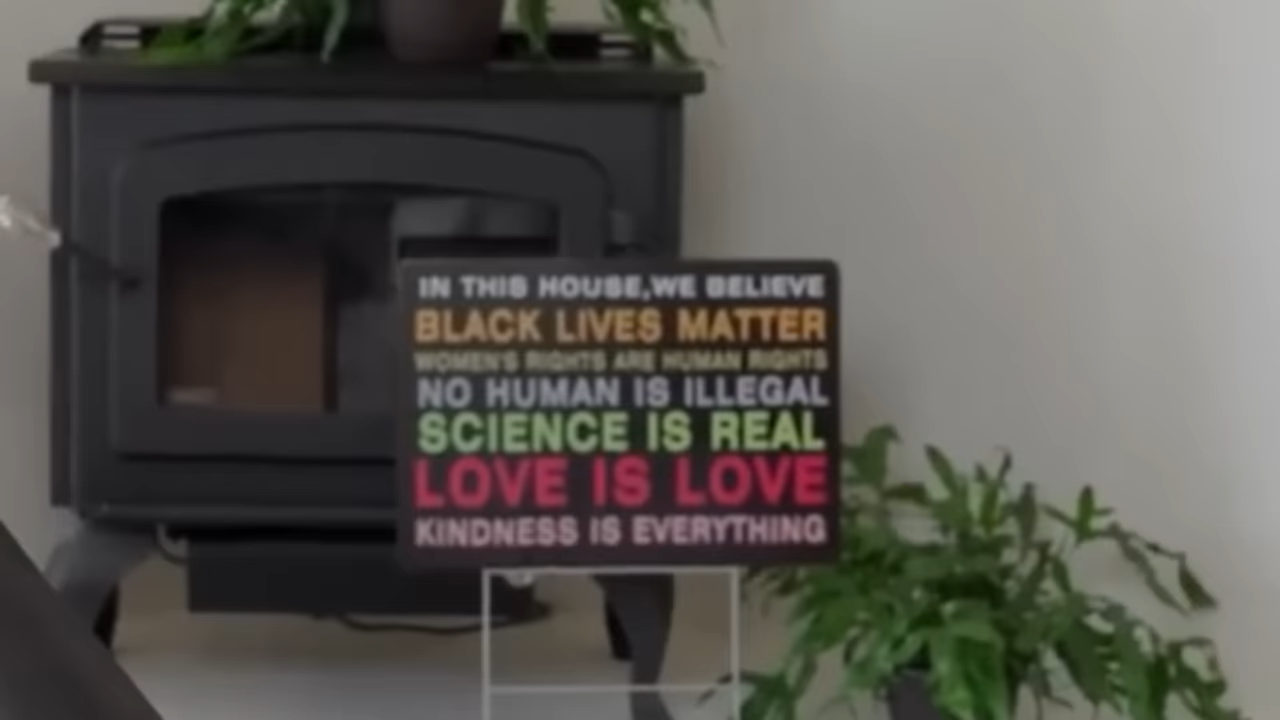 IN THIS HOUSE,WE BELIEVE
BLACK LIVES MATTER
WOMEN'S RIGHTS ARE HUMAN RIGHTS
NO HUMAN IS ILLEGAL
SCIENCE IS REAL
LOVE IS LOVE
KINDNESS IS EVERYTHING